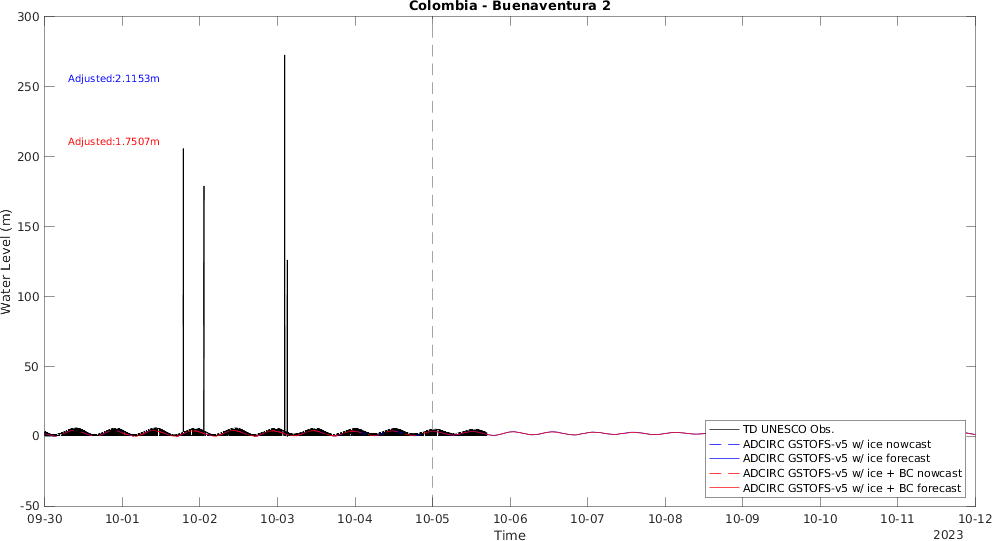 Colombia - Buenaventura 2
300
250
200
150
100
50
0
-50
Water Level (m)
Adjusted:2.1153m
Adjusted:1.7507m
TD UNESCO Obs.
ADCIRC GSTOFS-v5 w/ ice nowcast
ADCIRC GSTOFS-v5 w/ ice forecast
ADCIRC GSTOFS-v5 w/ ice + BC nowcast
ADCIRC GSTOFS-v5 w/ ice + BC forecast
09-30 10-01 10-02 10-03 10-04 10-05 10-06 10-07 10-08 10-09 10-10 10-11 10-12
Time
2023